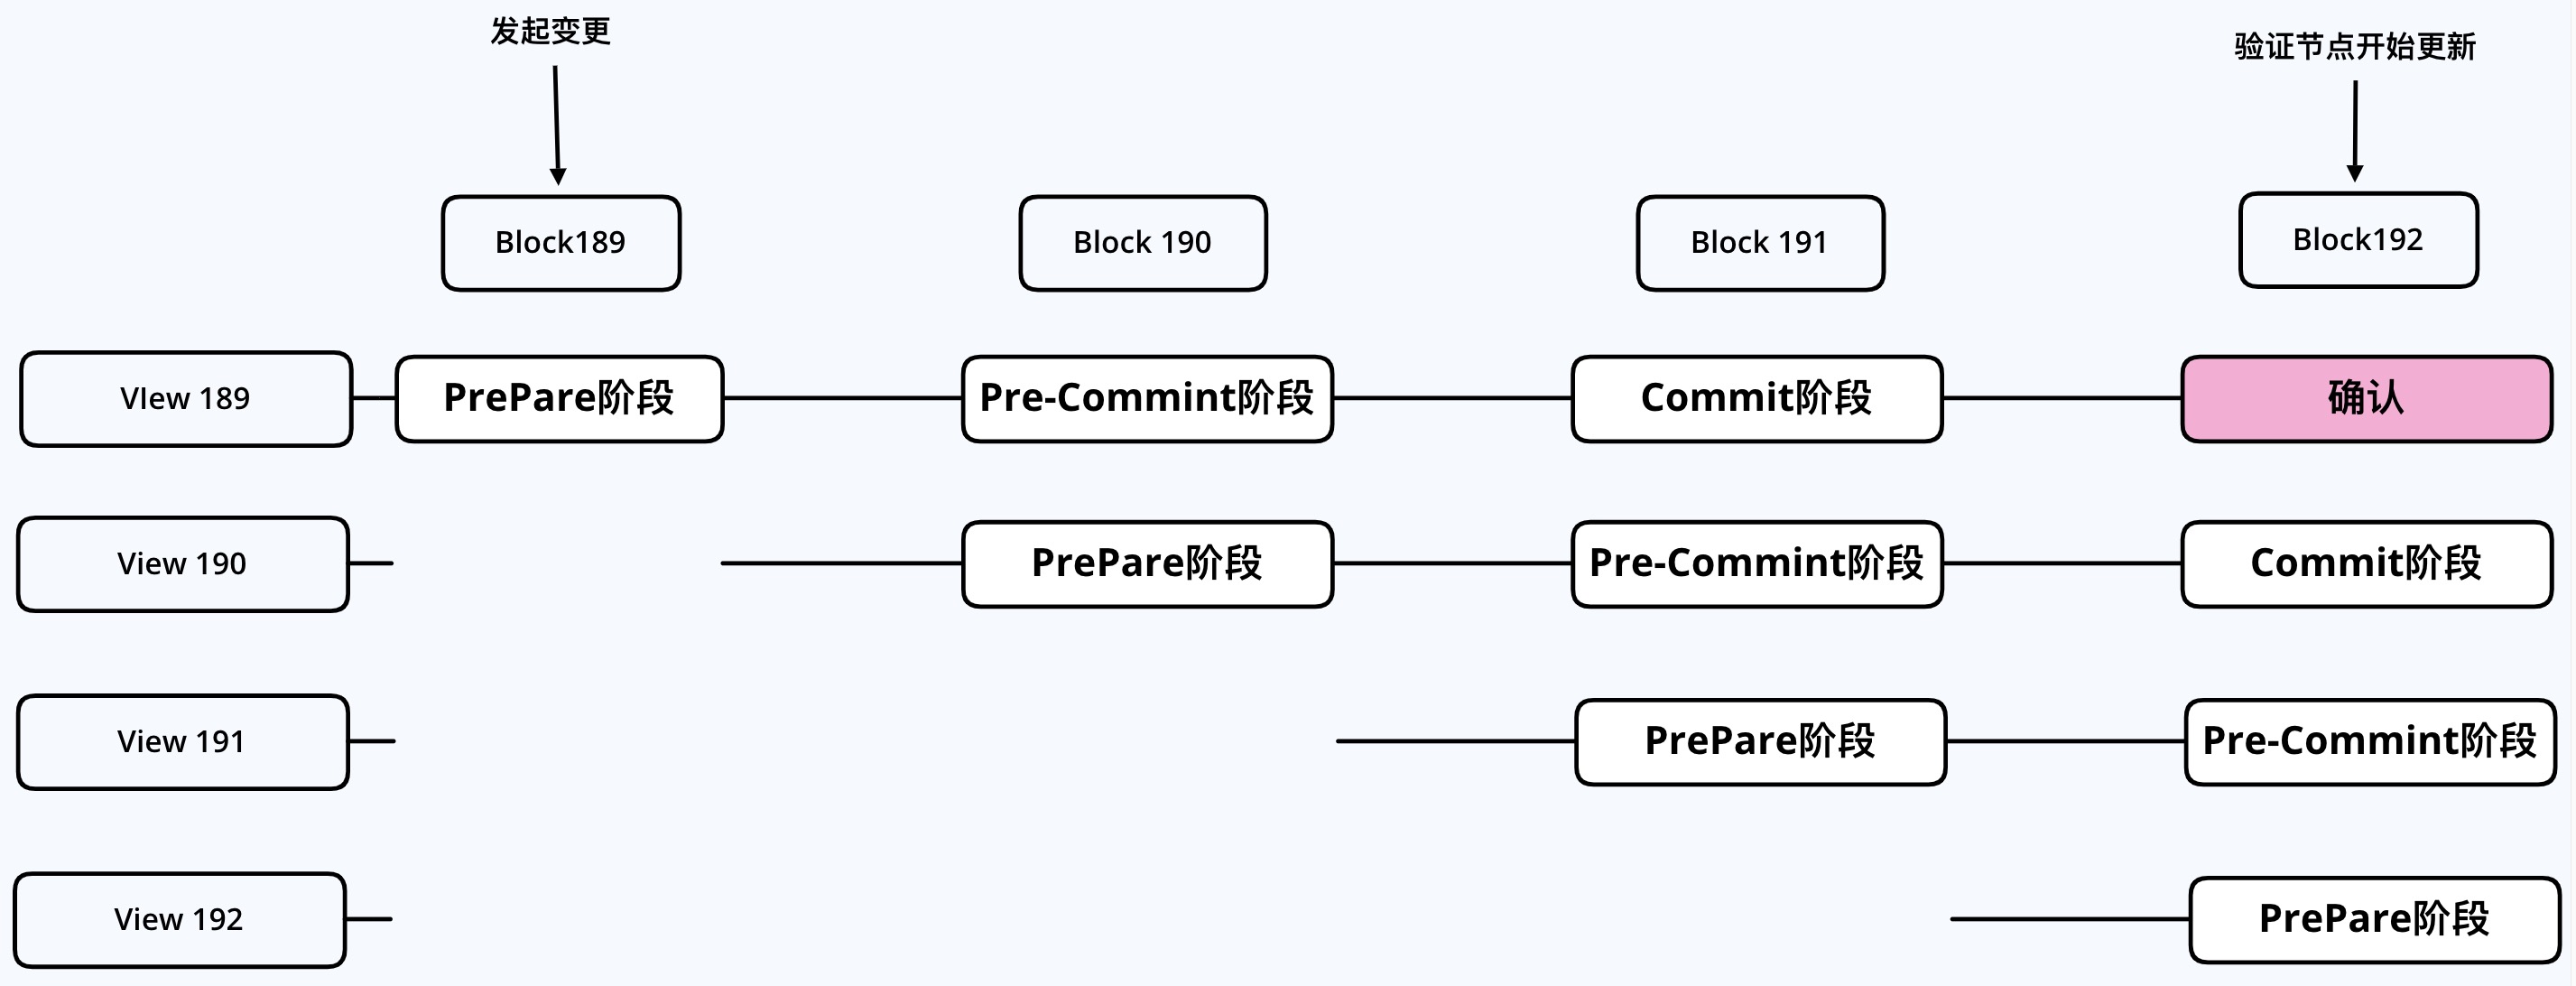 发起变更
验证节点开始更新
Block189
Block 190
Block 191
Block192
VIew 189
PrePare阶段
Pre-Commint阶段
Commit阶段
确认
View 190
PrePare阶段
Pre-Commint阶段
Commit阶段
View 191
PrePare阶段
Pre-Commint阶段
View 192
PrePare阶段